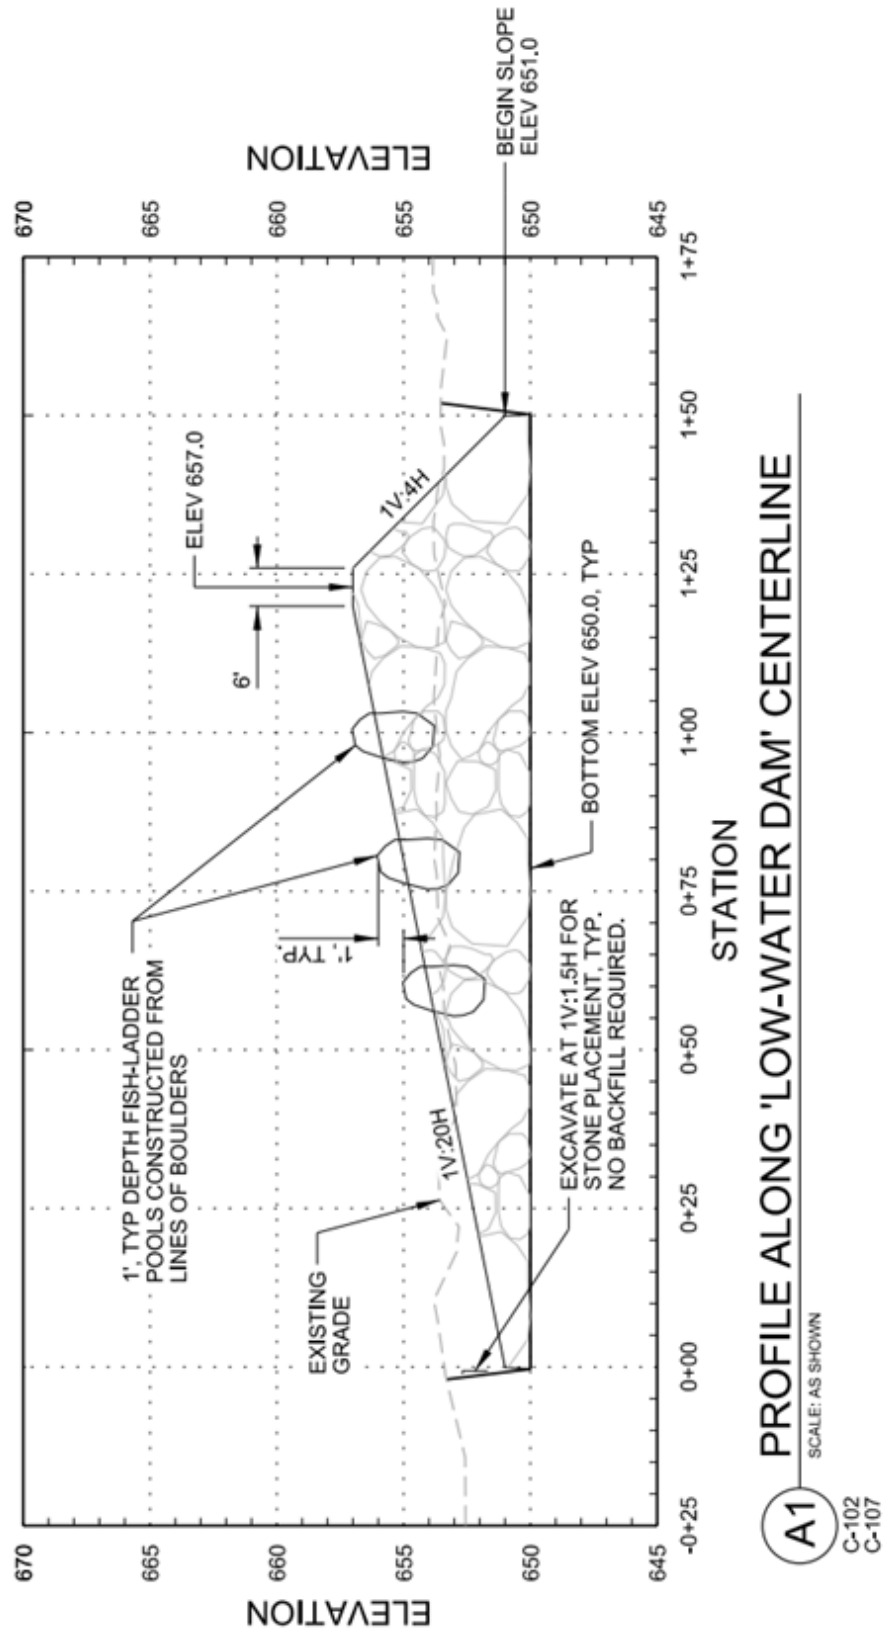 ELEVATION
ELEVATION
670
665
660
655
650
645
670
665
660
655
650
645
1', TYP DEPTH FISH-LADDER
POOLS CONSTRUCTED FROM
LINES OF BOULDERS
ELEV 657.0
6'
EXISTING
GRADE
1', TYP.
1V:20H
1V:4H
BEGIN SLOPE
ELEV 651.0
EXCAVATE AT 1V:1.5H FOR
STONE PLACEMENT, TYP.
NO BACKFILL REQUIRED.
BOTTOM ELEV 650.0, TYP
-0+25
0+00
0+25
0+50
0+75
1+00
1+25
1+50
1+75
STATION
A1
PROFILE ALONG 'LOW-WATER DAM' CENTERLINE
SCALE: AS SHOWN
C-102
C-107